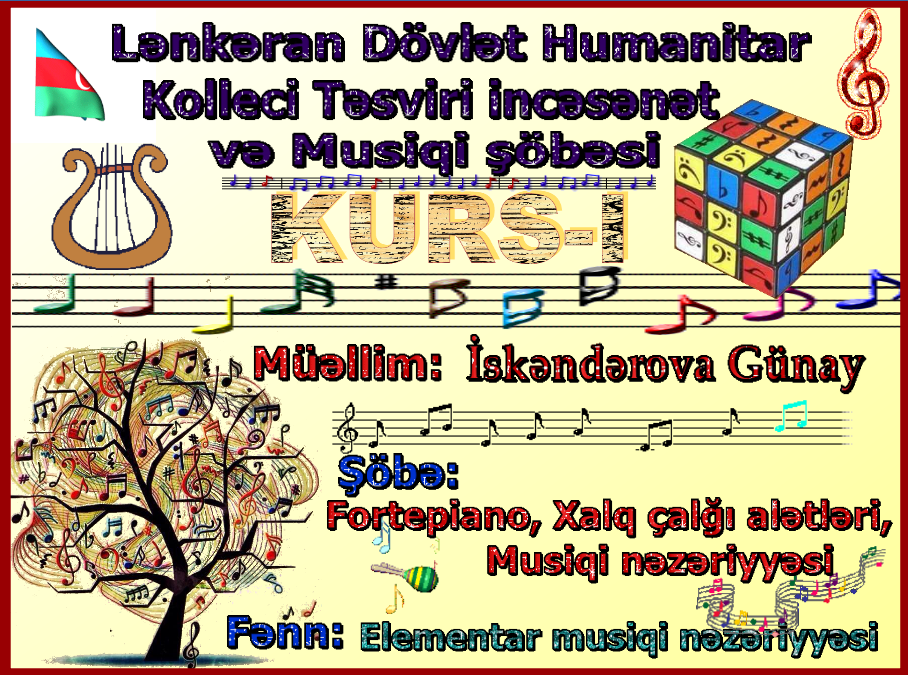 Lənkəran Dövlət Humanitar
Kolleci Təsviri incəsənət
və Musiqi şöbəsi
KURS-I
Müəllim: İskəndərova Günay
Şöbə:
Fortepiano, Xalq çalğı alətləri,
Musiqi nəzəriyyəsi
Fənn: Elementar musiqi nəzəriyyəsi